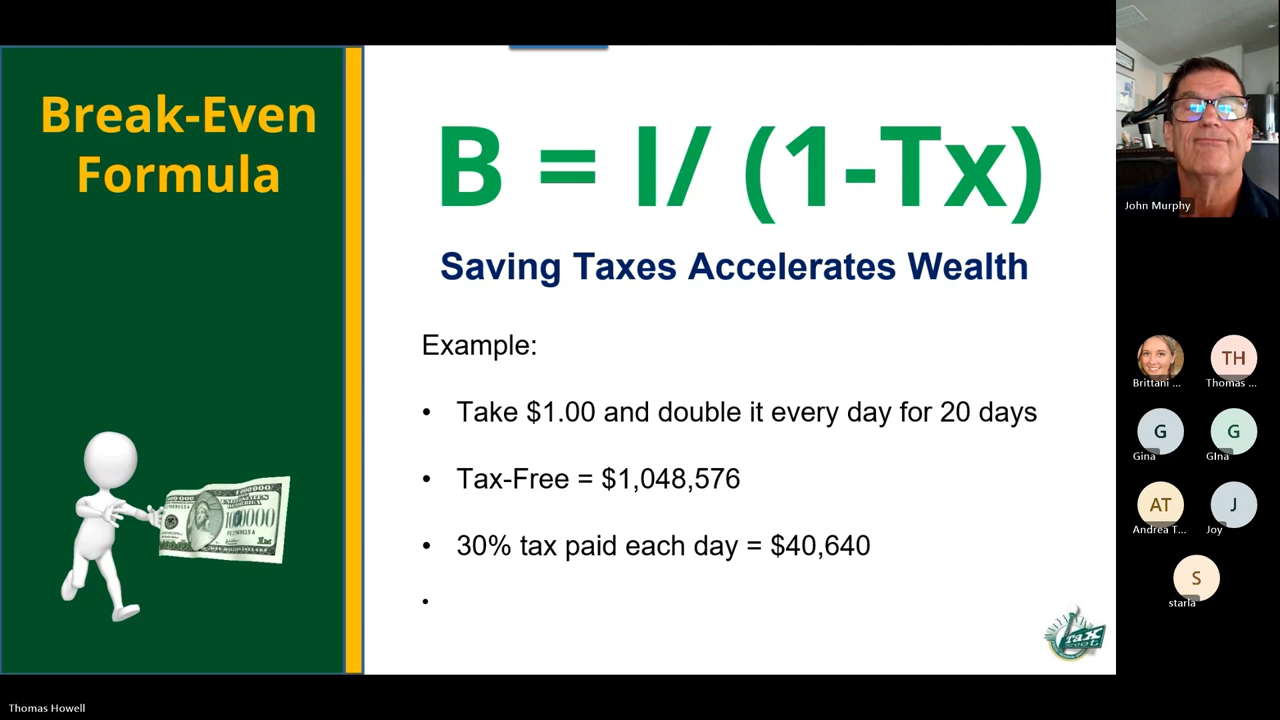 Break-Even
Formula
B = I/ (1-Tx)
Saving Taxes Accelerates Wealth
Example:
• Take $1.00 and double it every day for 20 days
• Tax-Free = $1,048,576
• 30% tax paid each day = $40,640
•
Tax
John Murphy
TH
Brittani ...
Thomas ...
G
G
Gina
GIna
AT
J
Andrea T...
Joy
S
starla
Thomas Howell